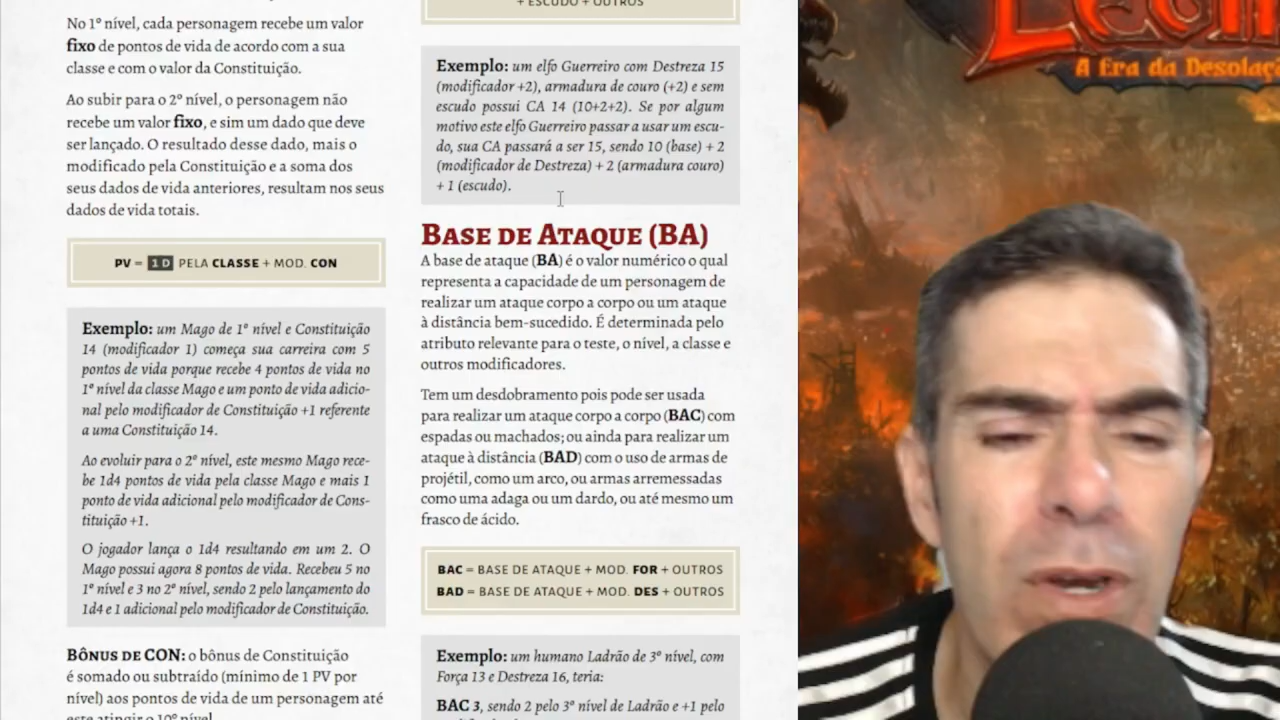 No 1º nível, cada personagem recebe um valor
fixo de pontos de vida de acordo com a sua
classe e com o valor da Constituição.
Ao subir para o 2º nível, o personagem não
recebe um valor fixo, e sim um dado que deve
ser lançado. O resultado desse dado, mais o
modificado pela Constituição e a soma dos
seus dados de vida anteriores, resultam nos seus
dados de vida totais.
PV = 1 D PELA CLASSE + MOD. CON
Exemplo: um Mago de 1º nível e Constituição
14 (modificador 1) começa sua carreira com 5
pontos de vida porque recebe 4 pontos de vida no
1º nível da classe Mago e um ponto de vida adicio-
nal pelo modificador de Constituição +1 referente
a uma Constituição 14.
Ao evoluir para o 2º nível, este mesmo Mago rece-
be 1d4 pontos de vida pela classe Mago e mais 1
ponto de vida adicional pelo modificador de Cons-
tituição +1.
O jogador lança o 1d4 resultando em um 2. O
Mago possui agora 8 pontos de vida. Recebeu 5 no
1º nível e 3 no 2º nível, sendo 2 pelo lançamento do
1d4 e 1 adicional pelo modificador de Constituição.
BÔNUS DE CON: o bônus de Constituição
é somado ou subtraído (mínimo de 1 PV por
nível) aos pontos de vida de um personagem até
este atingir o 10º nível.
+ ESCUDO + OUTROS
Exemplo: um elfo Guerreiro com Destreza 15
(modificador +2), armadura de couro (+2) e sem
escudo possui CA 14 (10+2+2). Se por algum
motivo este elfo Guerreiro passar a usar um escu-
do, sua CA passará a ser 15, sendo 10 (base) + 2
(modificador de Destreza) + 2 (armadura couro)
+ 1 (escudo).
BASE DE ATAQUE (BA)
A base de ataque (BA) é o valor numérico o qual
representa a capacidade de um personagem de
realizar um ataque corpo a corpo ou um ataque
à distância bem-sucedido. É determinada pelo
atributo relevante para o teste, o nível, a classe e
outros modificadores.
Tem um desdobramento pois pode ser usada
para realizar um ataque corpo a corpo (BAC) com
espadas ou machados; ou ainda para realizar um
ataque à distância (BAD) com o uso de armas de
projétil, como um arco, ou armas arremessadas
como uma adaga ou um dardo, ou até mesmo um
frasco de ácido.
BAC = BASE DE ATAQUE + MOD. FOR + OUTROS
BAD = BASE DE ATAQUE + MOD. DES + OUTROS
Exemplo: um humano Ladrão de 3º nível, com
Força 13 e Destreza 16, teria:
BAC 3, sendo 2 pelo 3º nível de Ladrão e +1 pelo
A Era da Desolaç